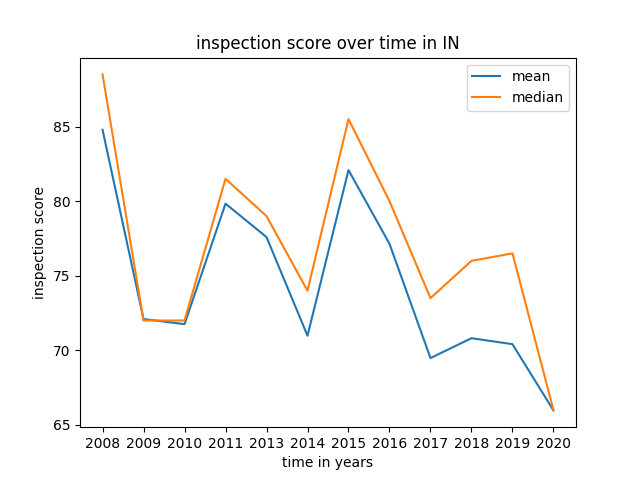 inspection score over time in IN
mean
median
inspection score
85
80
75
70
65
2008 2009 2010 2011 2013 2014 2015 2016 2017 2018 2019 2020
time in years